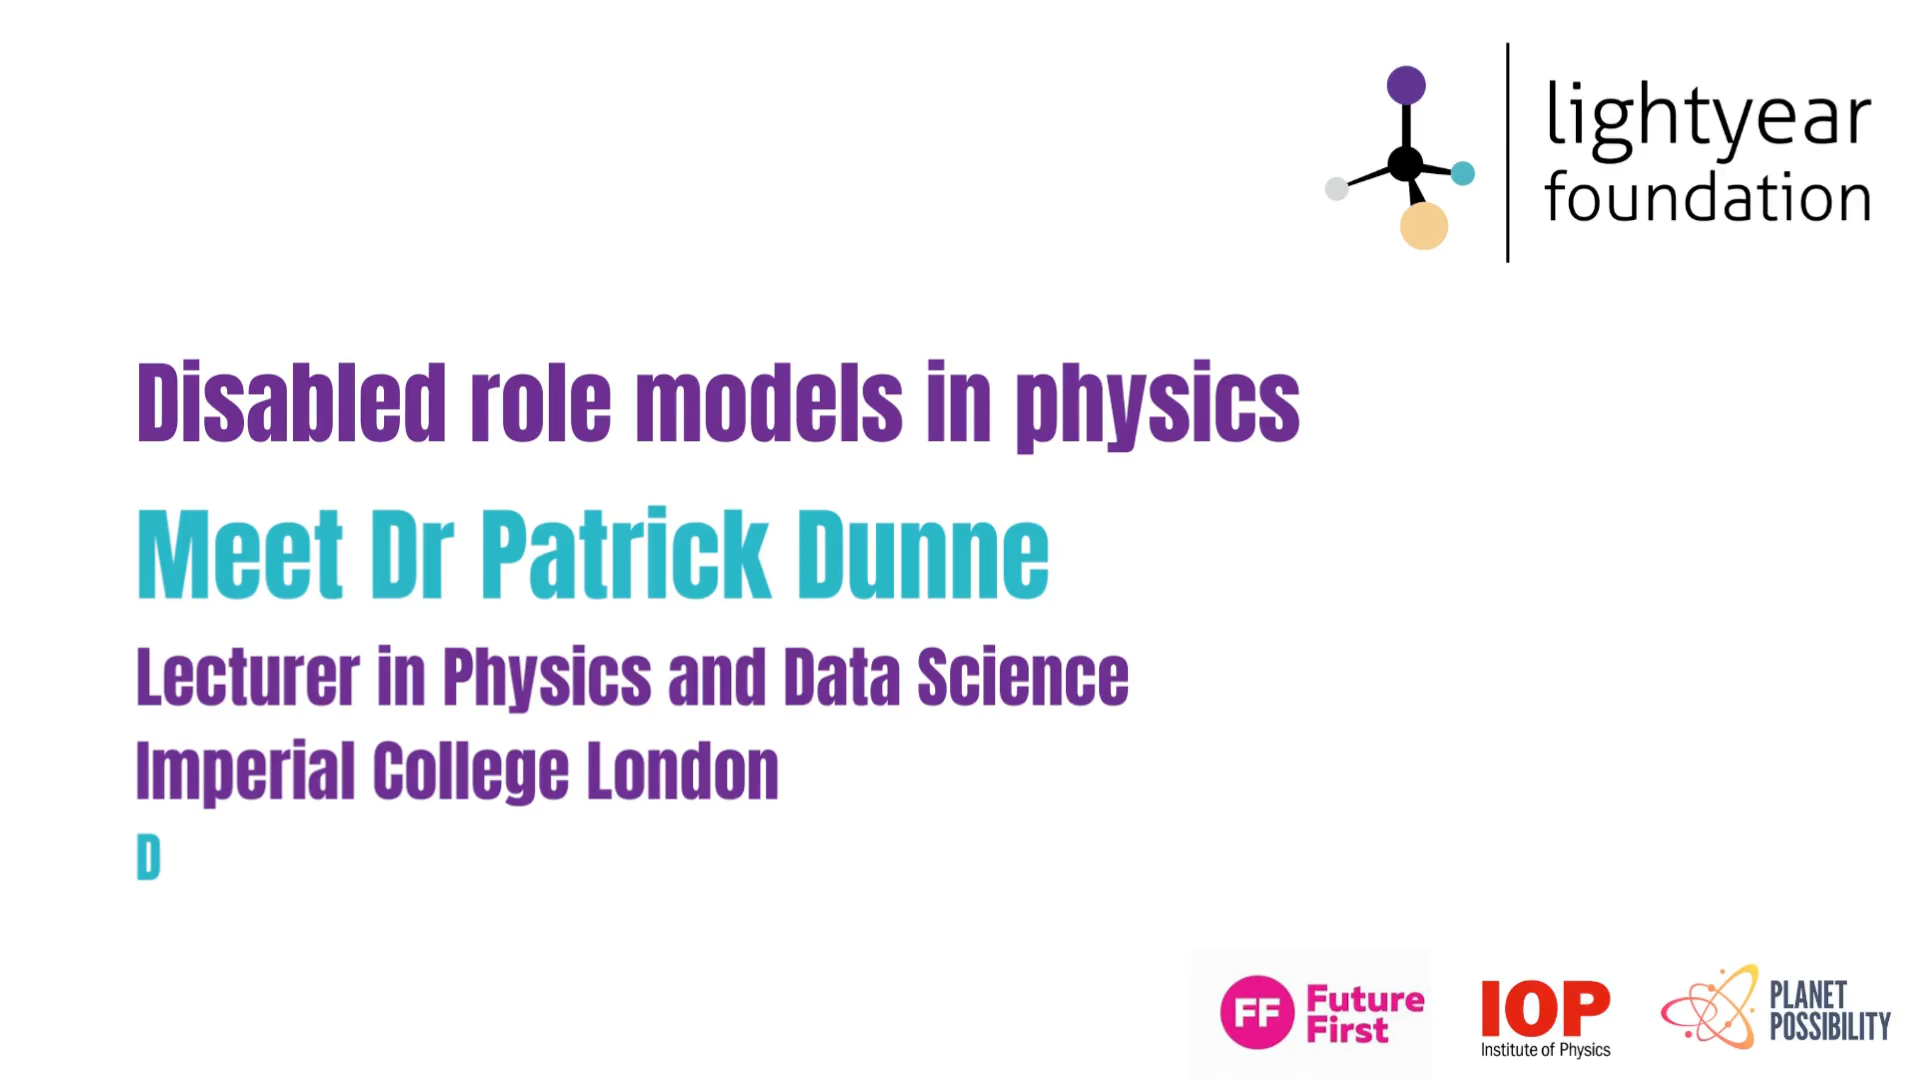 lightyear
foundation
Disabled role models in physics
Meet Dr Patrick Dunne
Lecturer in Physics and Data Science
Imperial College London
D
FF Future
First
IOP
Institute of Physics
PLANET
POSSIBILITY